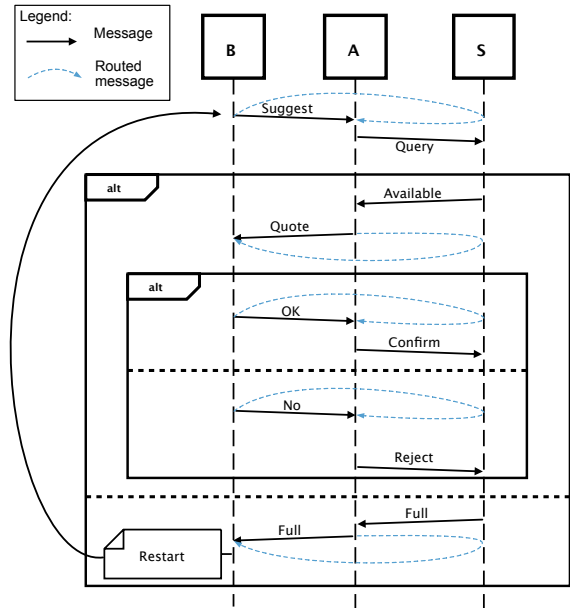 Legend:
Message
Routed
message
B
A
S
Suggest
Query
alt
Available
Quote
alt
OK
Confirm
No
Reject
Full
Full
Restart